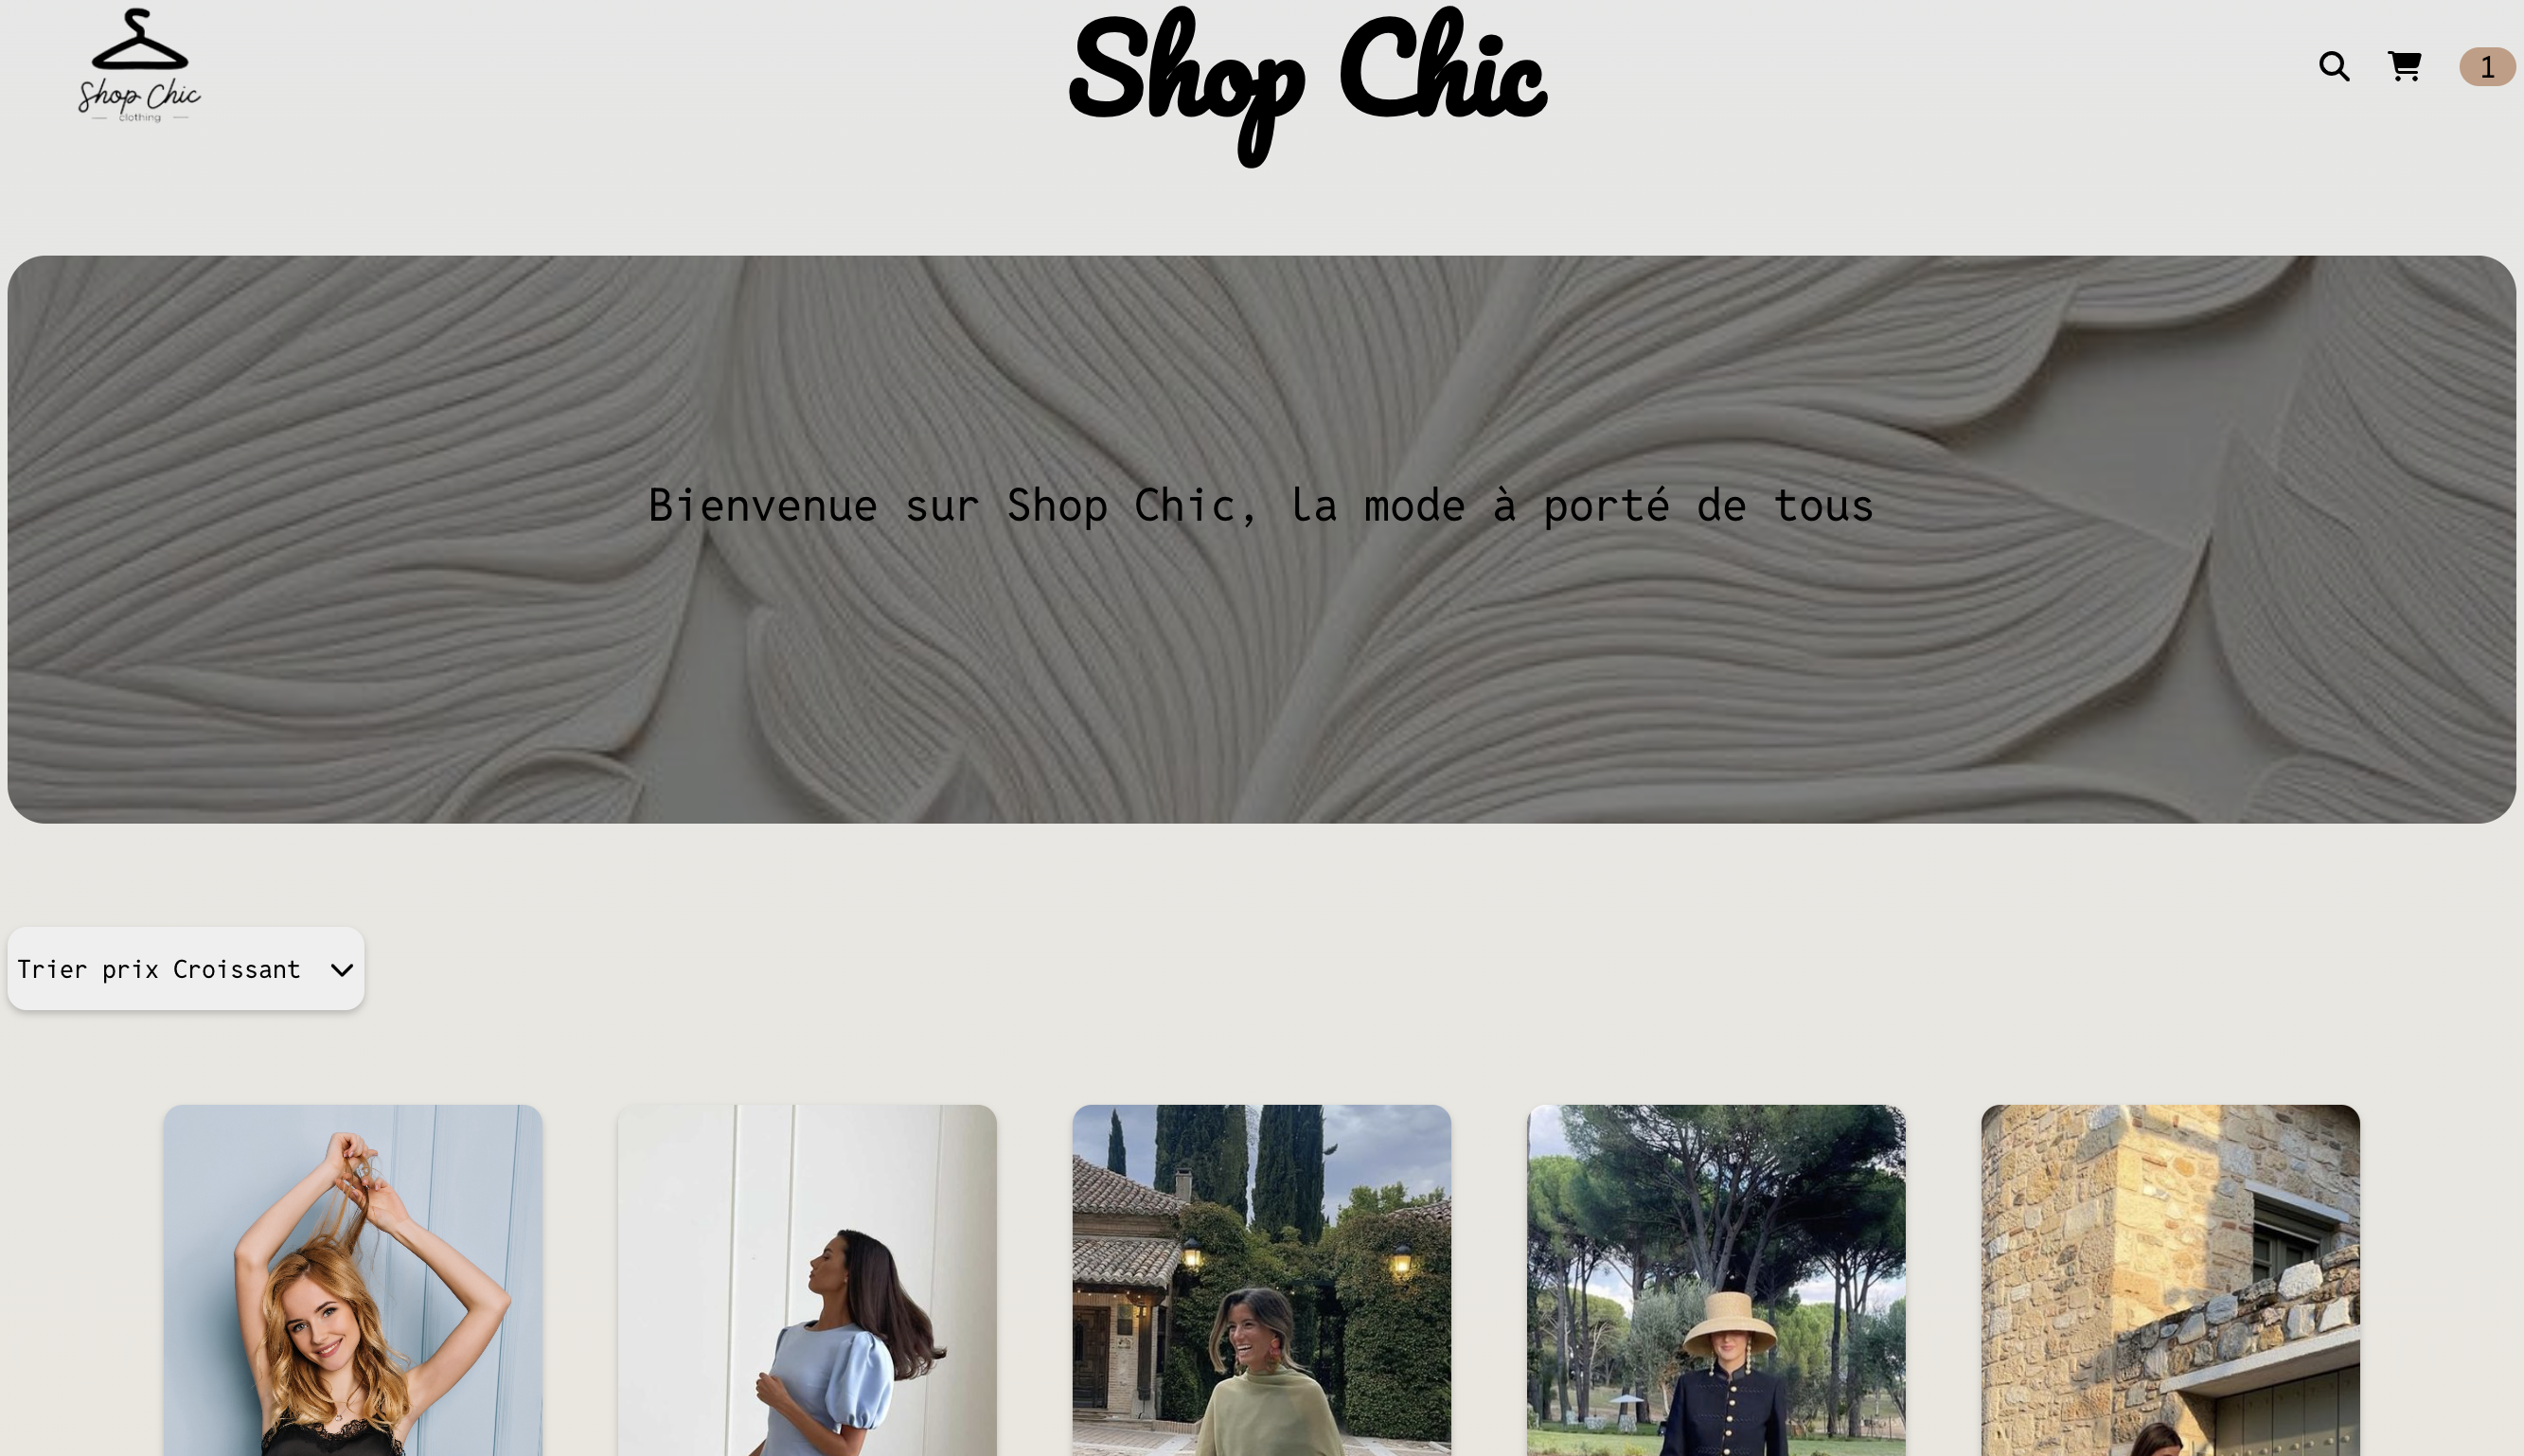 Shop Chic
clothing
Shop Chic
1
Bienvenue sur Shop Chic, la mode à porté de tous
Trier prix Croissant